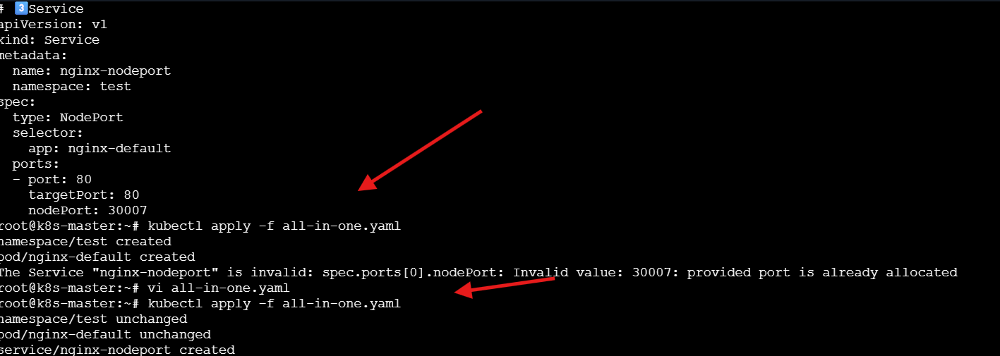 # 3️⃣Service
apiVersion: v1
kind: Service
metadata:
  name: nginx-nodeport
  namespace: test
spec:
  type: NodePort
  selector:
    app: nginx-default
  ports:
  - port: 80
    targetPort: 80
    nodePort: 30007
root@k8s-master:~# kubectl apply -f all-in-one.yaml
namespace/test created
pod/nginx-default created
The Service "nginx-nodeport" is invalid: spec.ports[0].nodePort: Invalid value: 30007: provided port is already allocated
root@k8s-master:~# vi all-in-one.yaml
root@k8s-master:~# kubectl apply -f all-in-one.yaml
namespace/test unchanged
pod/nginx-default unchanged
service/nginx-nodeport created